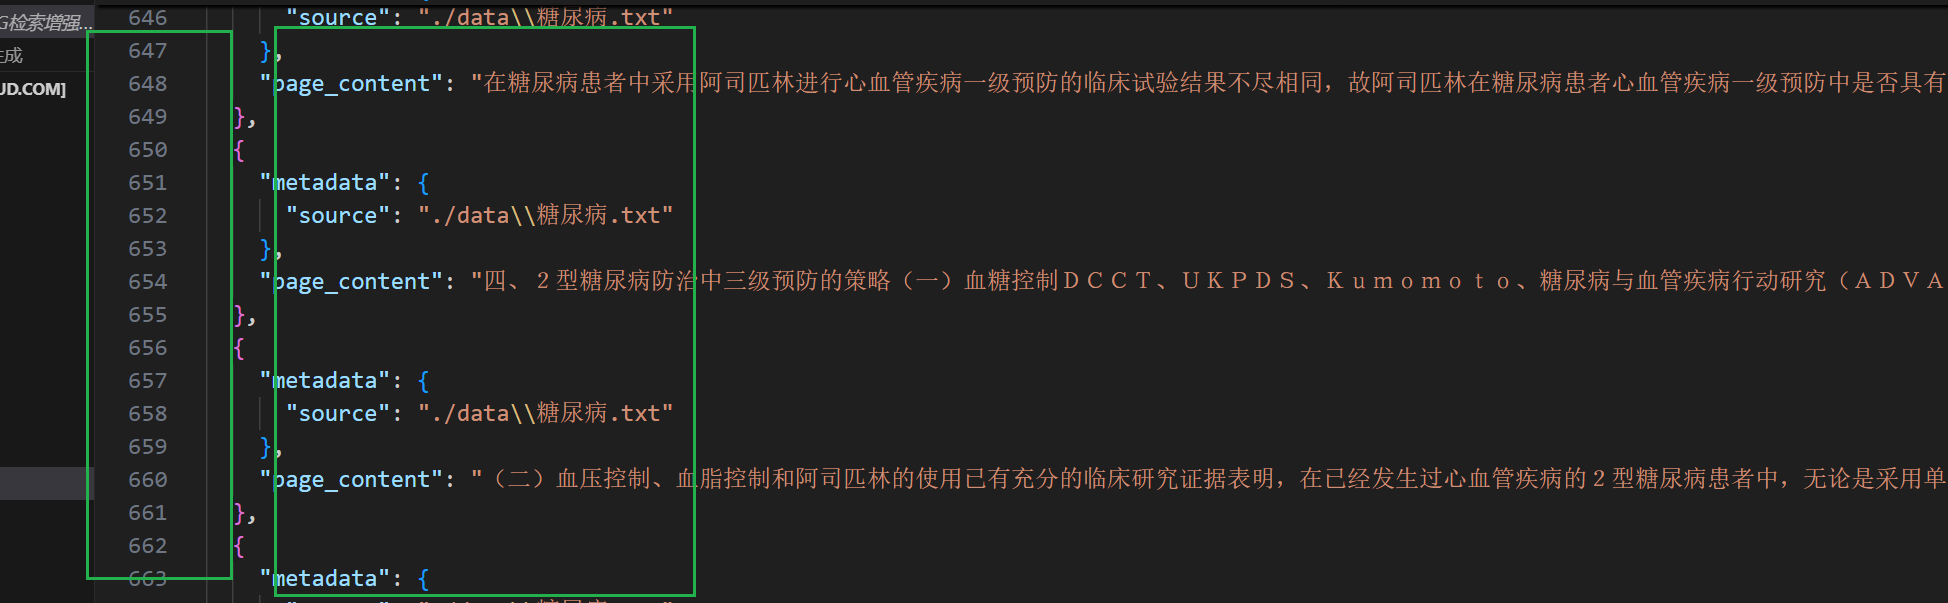 G检索增强...
生成
UD.COM]
646 "source": "./data\\糖尿病.txt"
647 },
648 "page_content": "在糖尿病患者中采用阿司匹林进行心血管疾病一级预防的临床试验结果不尽相同，故阿司匹林在糖尿病患者心血管疾病一级预防中是否具有
649 },
650 {
651 "metadata": {
652 "source": "./data\\糖尿病.txt"
653 },
654 "page_content": "四、２型糖尿病防治中三级预防的策略（一）血糖控制ＤＣＣＴ、ＵＫＰＤＳ、Ｋｕｍｏｍｏｔｏ、糖尿病与血管疾病行动研究（ＡＤＶＡ
655 },
656 {
657 "metadata": {
658 "source": "./data\\糖尿病.txt"
659 },
660 "page_content": "（二）血压控制、血脂控制和阿司匹林的使用已有充分的临床研究证据表明，在已经发生过心血管疾病的２型糖尿病患者中，无论是采用单
661 },
662 {
663 "metadata": {